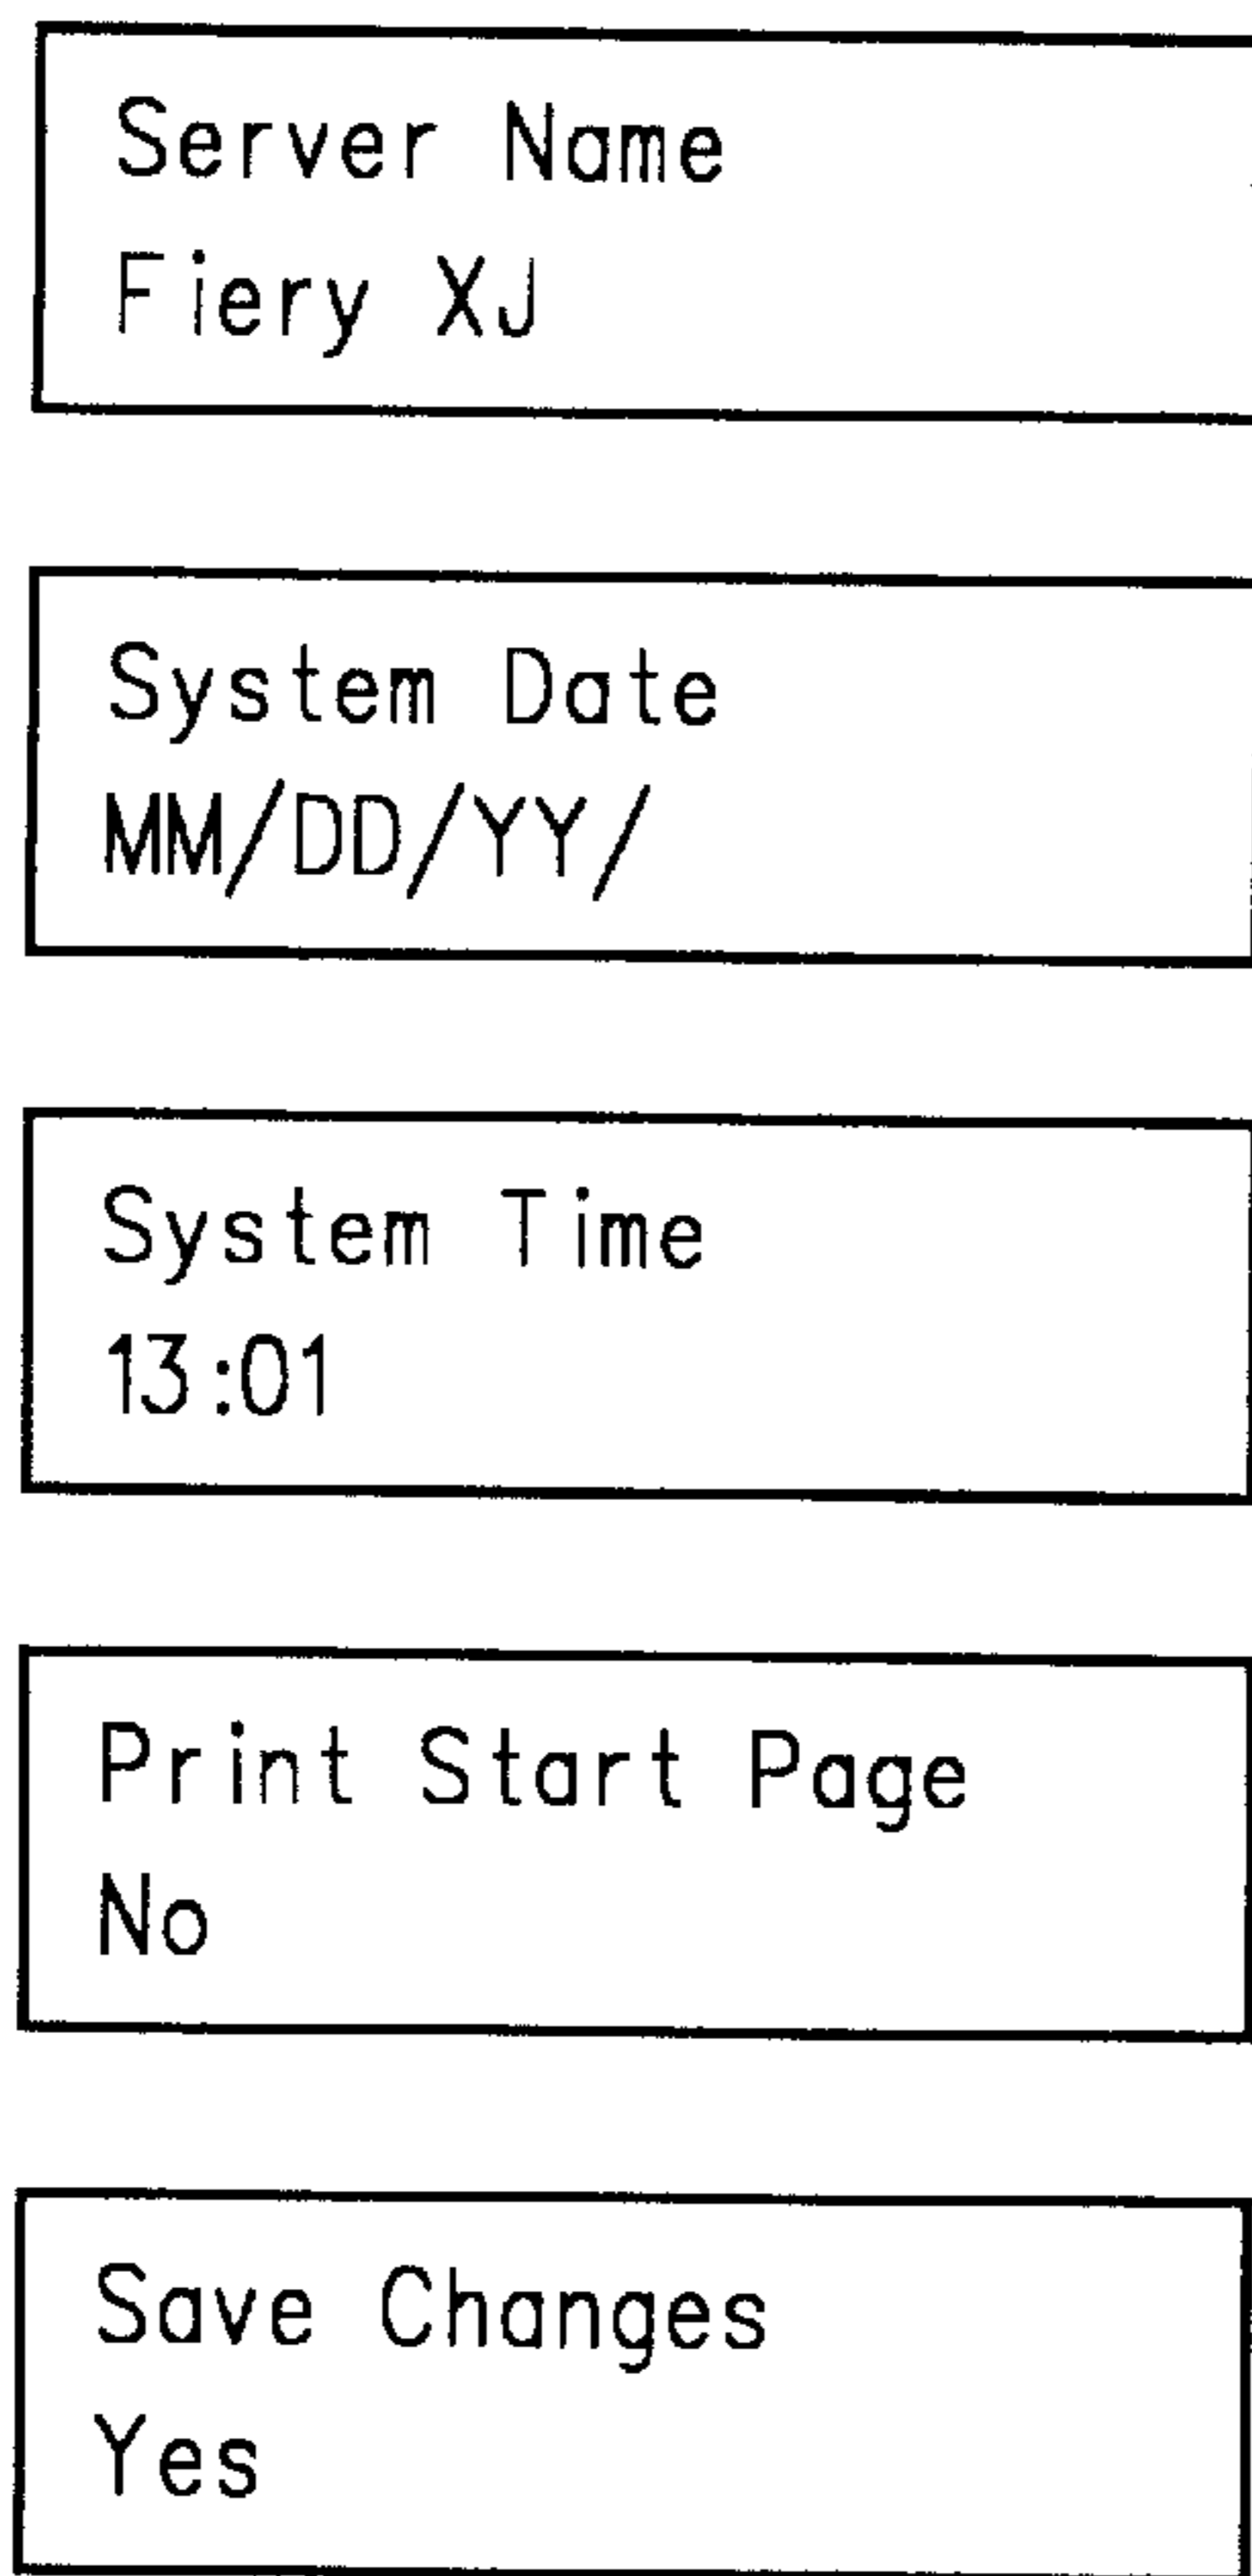 Server Name
Fiery XJ
System Date
MM/DD/YY/
System Time
13:01
Print Start Page
No
Save Changes
Yes